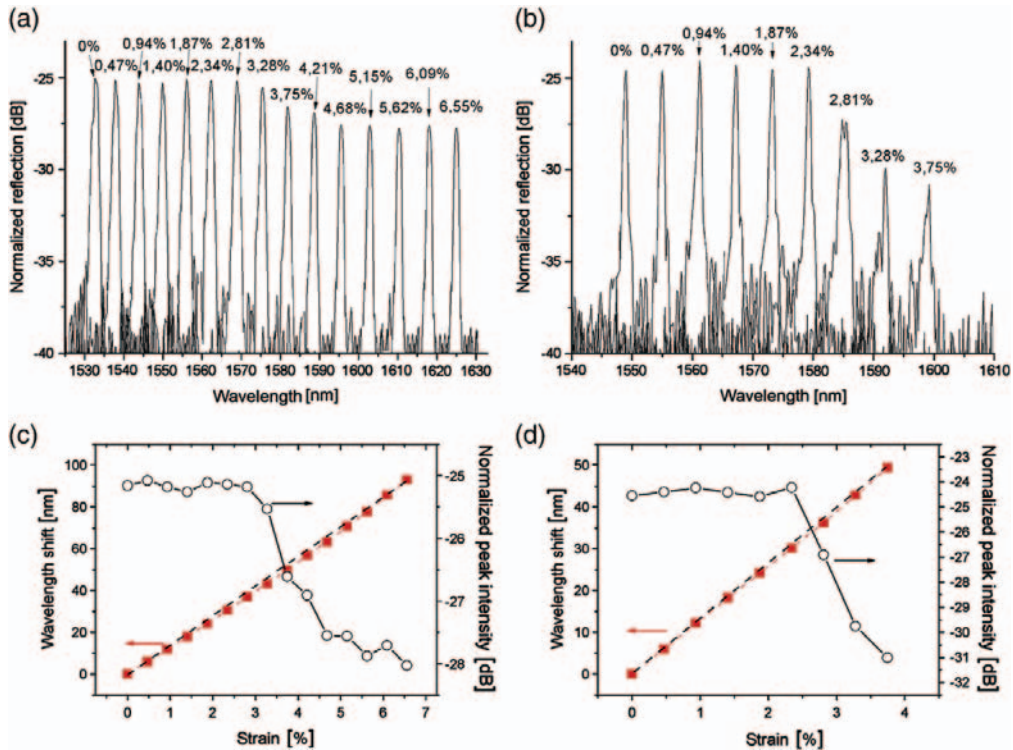 (a)
0% 0,94% 1,87% 2,81%
0,47% 1,40% 2,34% 3,28% 4,21% 5,15% 6,09%
3,75% 4,68% 5,62% 6,55%
-25
-30
-35
-40
Normalized reflection [dB]
1530 1540 1550 1560 1570 1580 1590 1600 1610 1620 1630
Wavelength [nm]
(b)
0,94% 1,87%
0% 0,47% 1,40% 2,34%
2,81%
3,28%
3,75%
-25
-30
-35
-40
Normalized reflection [dB]
1540 1550 1560 1570 1580 1590 1600 1610
Wavelength [nm]
(c)
100
80
60
40
20
0
Wavelength shift [nm]
-25
-26
-27
-28
Normalized peak intensity [dB]
0 1 2 3 4 5 6 7
Strain [%]
(d)
50
40
30
20
10
0
Wavelength shift [nm]
-23
-24
-25
-26
-27
-28
-29
-30
-31
-32
Normalized peak intensity [dB]
0 1 2 3 4
Strain [%]